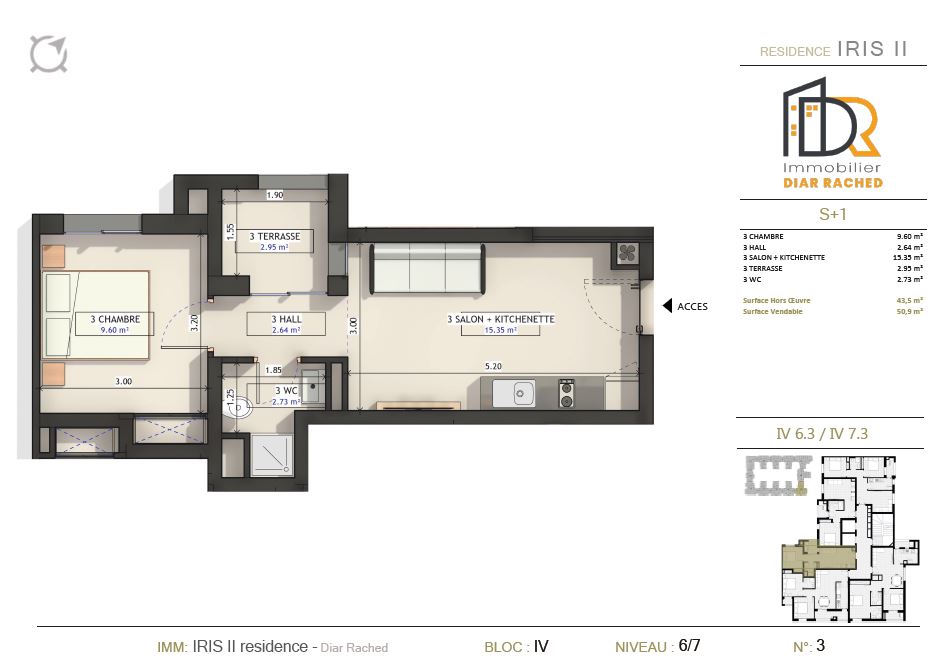 RESIDENCE IRIS II
DR
Immobilier
DIAR RACHED
S+1
3 CHAMBRE 9.60 m²
3 HALL 2.64 m²
3 SALON + KITCHENETTE 15.35 m²
3 TERRASSE 2.95 m²
3 WC 2.73 m²
Surface Hors Œuvre 43,5 m²
Surface Vendable 50,9 m²
1.90
1.55
3 TERRASSE
2.95 m²
3 CHAMBRE
9.60 m²
3.20
3.00
3 HALL
2.64 m²
3.00
3 SALON + KITCHENETTE
15.35 m²
5.20
ACCES
1.85
1.25
3 WC
2.73 m²
IV 6.3 / IV 7.3
IMM: IRIS II residence - Diar Rached
BLOC : IV
NIVEAU : 6/7
N°: 3